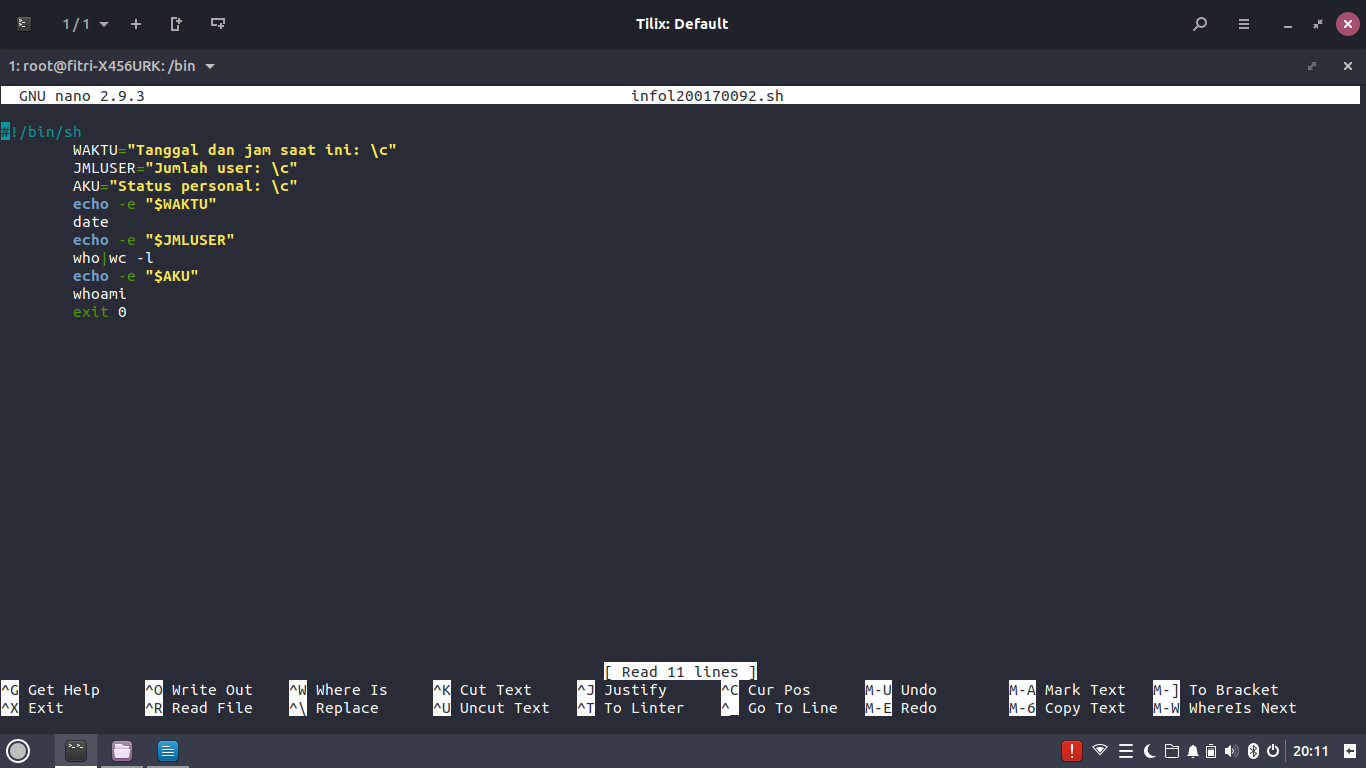 1 / 1
Tilix: Default
1: root@fitri-X456URK: /bin
GNU nano 2.9.3 infol200170092.sh
#!/bin/sh
WAKTU="Tanggal dan jam saat ini: \c"
JMLUSER="Jumlah user: \c"
AKU="Status personal: \c"
echo -e "$WAKTU"
date
echo -e "$JMLUSER"
who|wc -l
echo -e "$AKU"
whoami
exit 0
[ Read 11 lines ]
^G Get Help ^O Write Out ^W Where Is ^K Cut Text ^J Justify ^C Cur Pos M-U Undo M-A Mark Text M-] To Bracket
^X Exit ^R Read File ^\ Replace ^U Uncut Text ^T To Linter ^_ Go To Line M-E Redo M-6 Copy Text M-W WhereIs Next
20:11